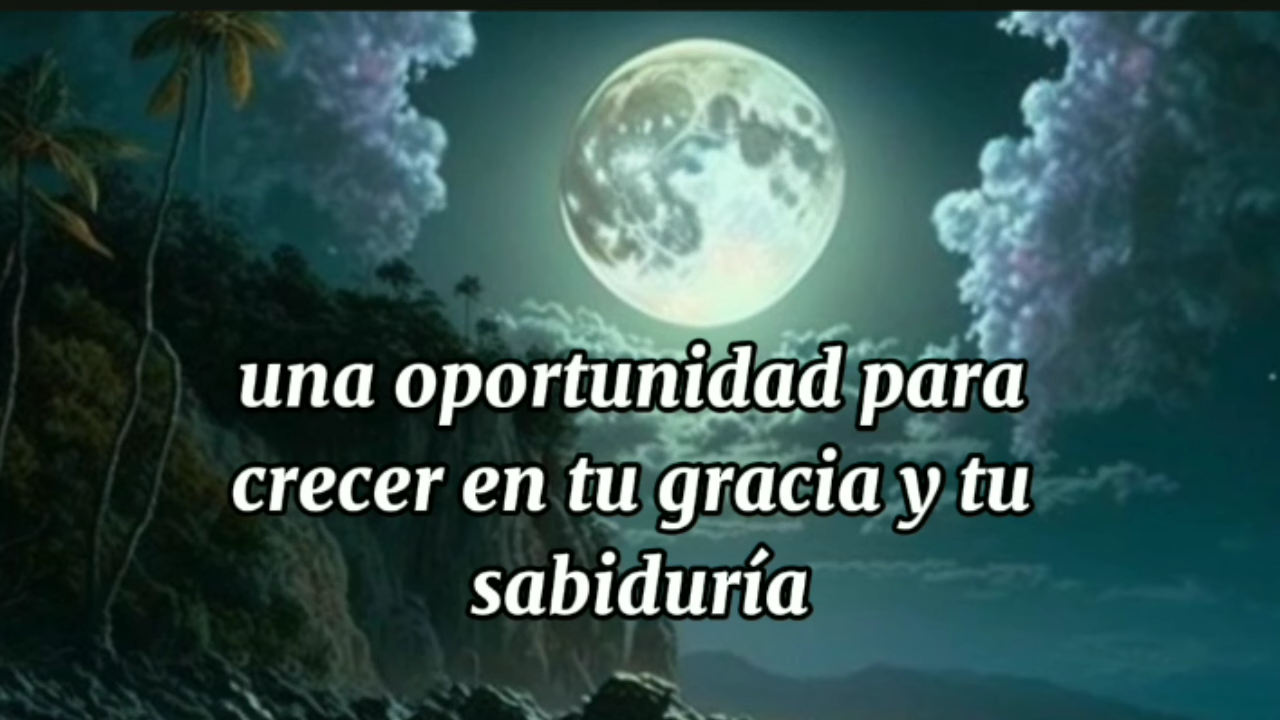 una oportunidad para
crecer en tu gracia y tu
sabiduría